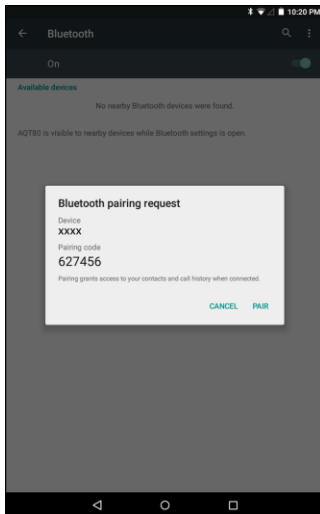 10:20 PM
Bluetooth
On
Available devices
No nearby Bluetooth devices were found.
AQT80 is visible to nearby devices while Bluetooth settings is open.
Bluetooth pairing request
Device
XXXX
Pairing code
627456
Pairing grants access to your contacts and call history when connected.
CANCEL PAIR